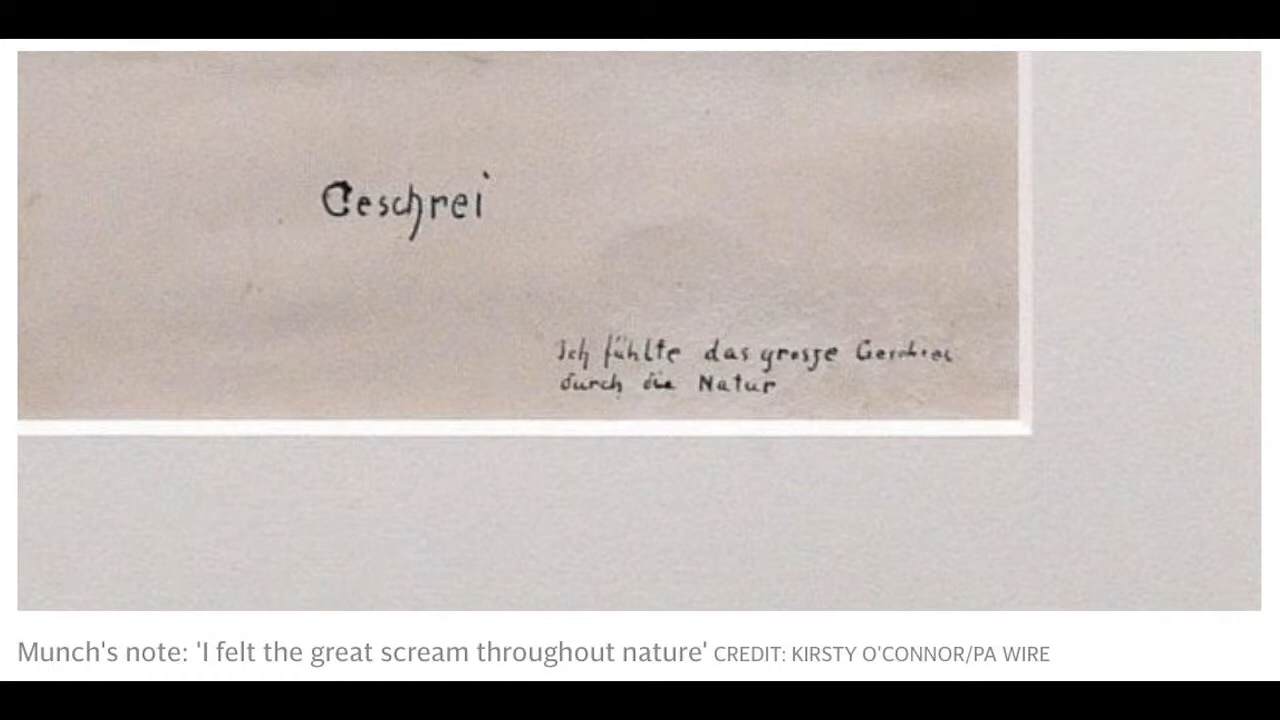 Geschrei
Ich fühlte das grosse Geschrei
durch die Natur
Munch's note: 'I felt the great scream throughout nature' CREDIT: KIRSTY O'CONNOR/PA WIRE